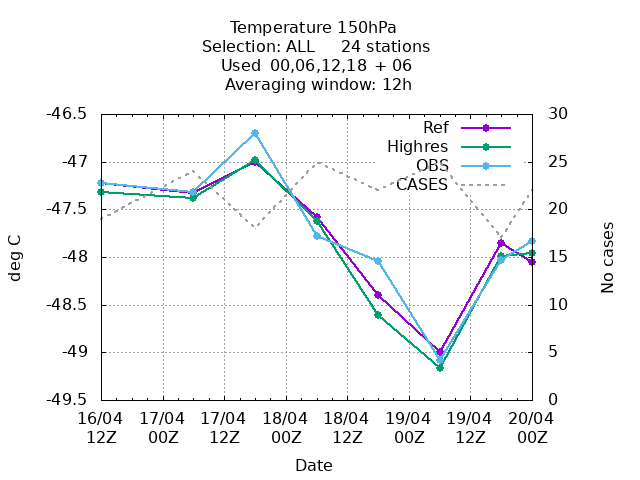 Temperature 150hPa
Selection: ALL     24 stations
Used  00,06,12,18  + 06
Averaging window: 12h
-46.5
-47
-47.5
-48
-48.5
-49
-49.5
30
25
20
15
10
5
0
Ref
Highres
OBS
CASES
deg C
No cases
16/04 12Z
17/04 00Z
17/04 12Z
18/04 00Z
18/04 12Z
19/04 00Z
19/04 12Z
20/04 00Z
Date